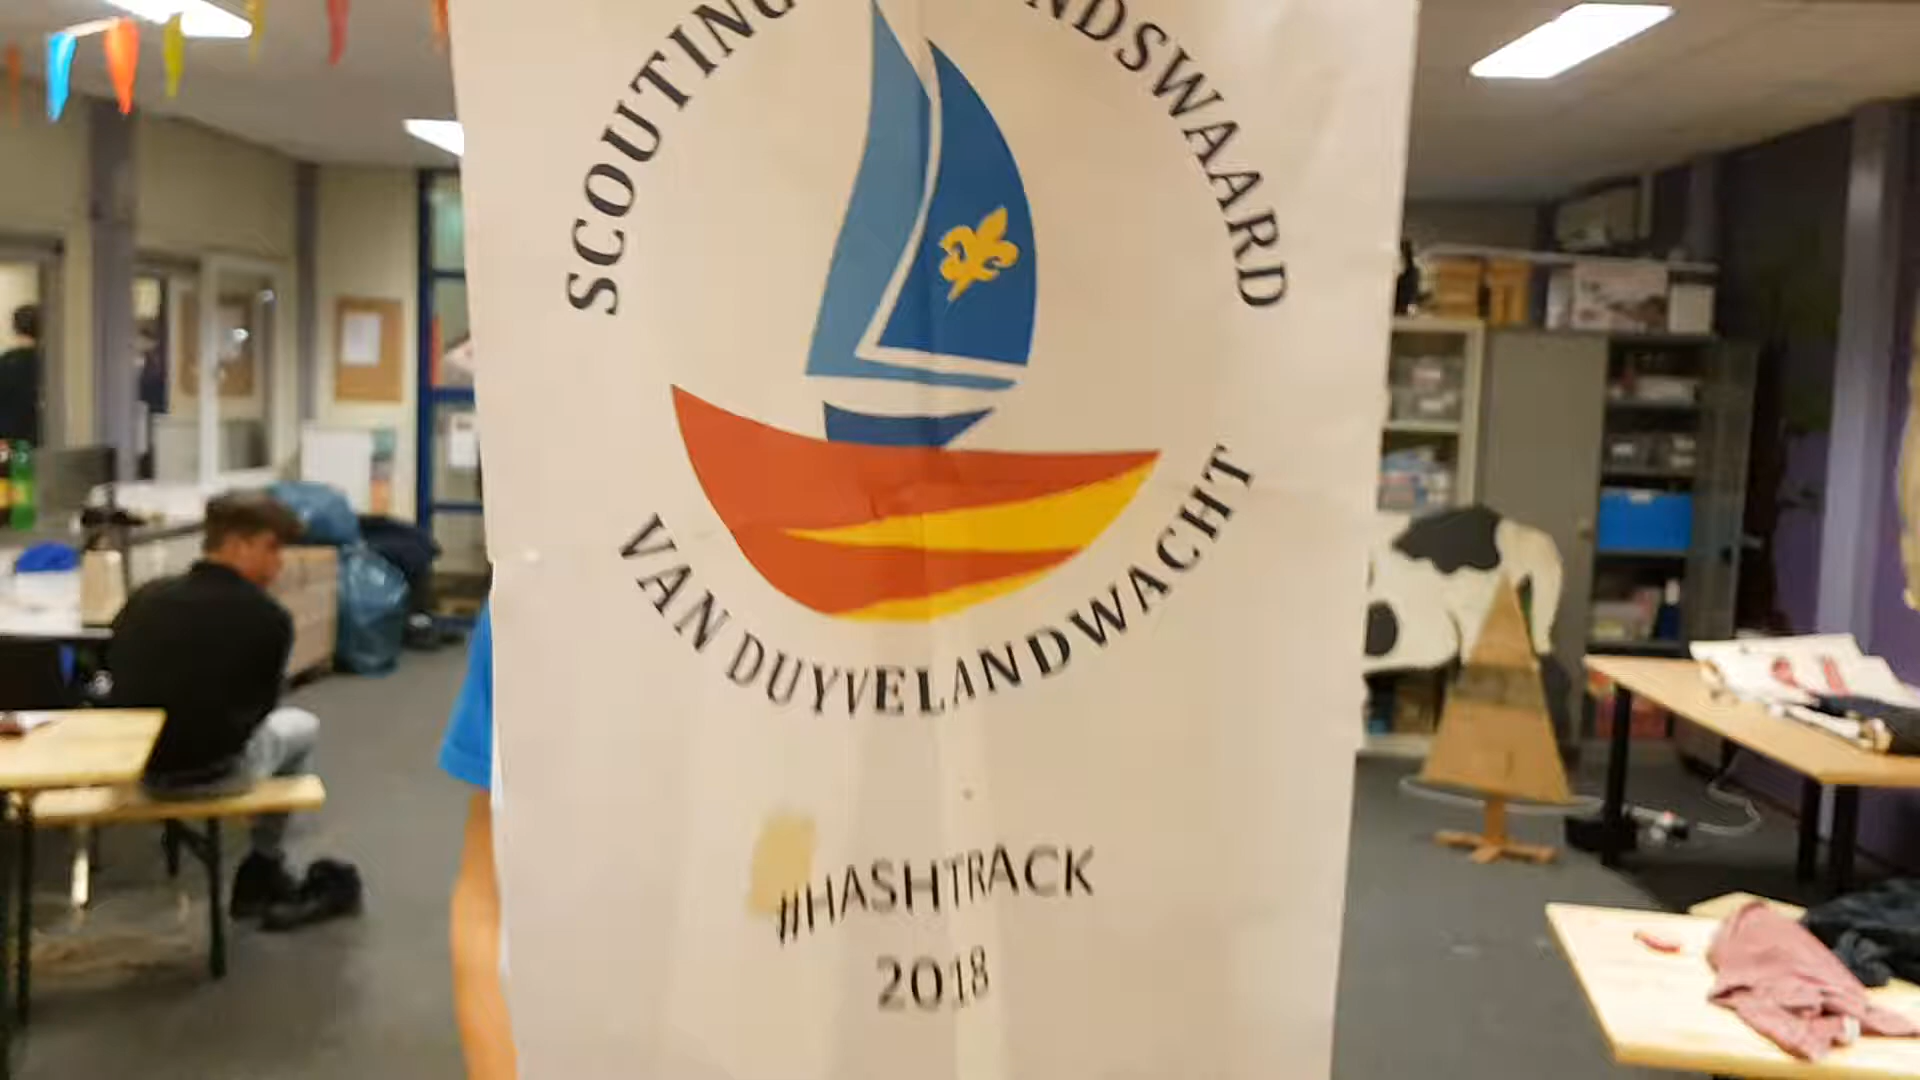 SCOUTING
NDSWAARD
VAN DUYVELANDWACHT
#HASHTRACK
2018